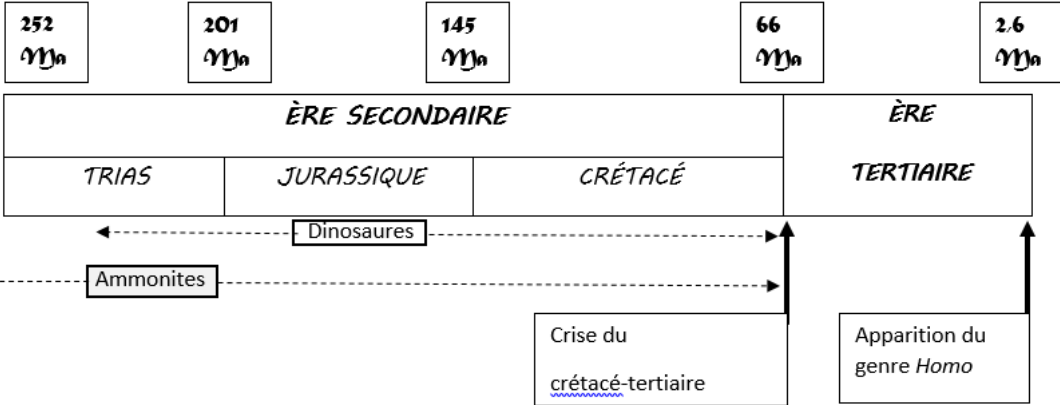 252
Ma
201
Ma
145
Ma
66
Ma
2,6
Ma
ÈRE SECONDAIRE
ÈRE
TERTIAIRE
TRIAS
JURASSIQUE
CRÉTACÉ
Dinosaures
Ammonites
Crise du
crétacé-tertiaire
Apparition du
genre Homo